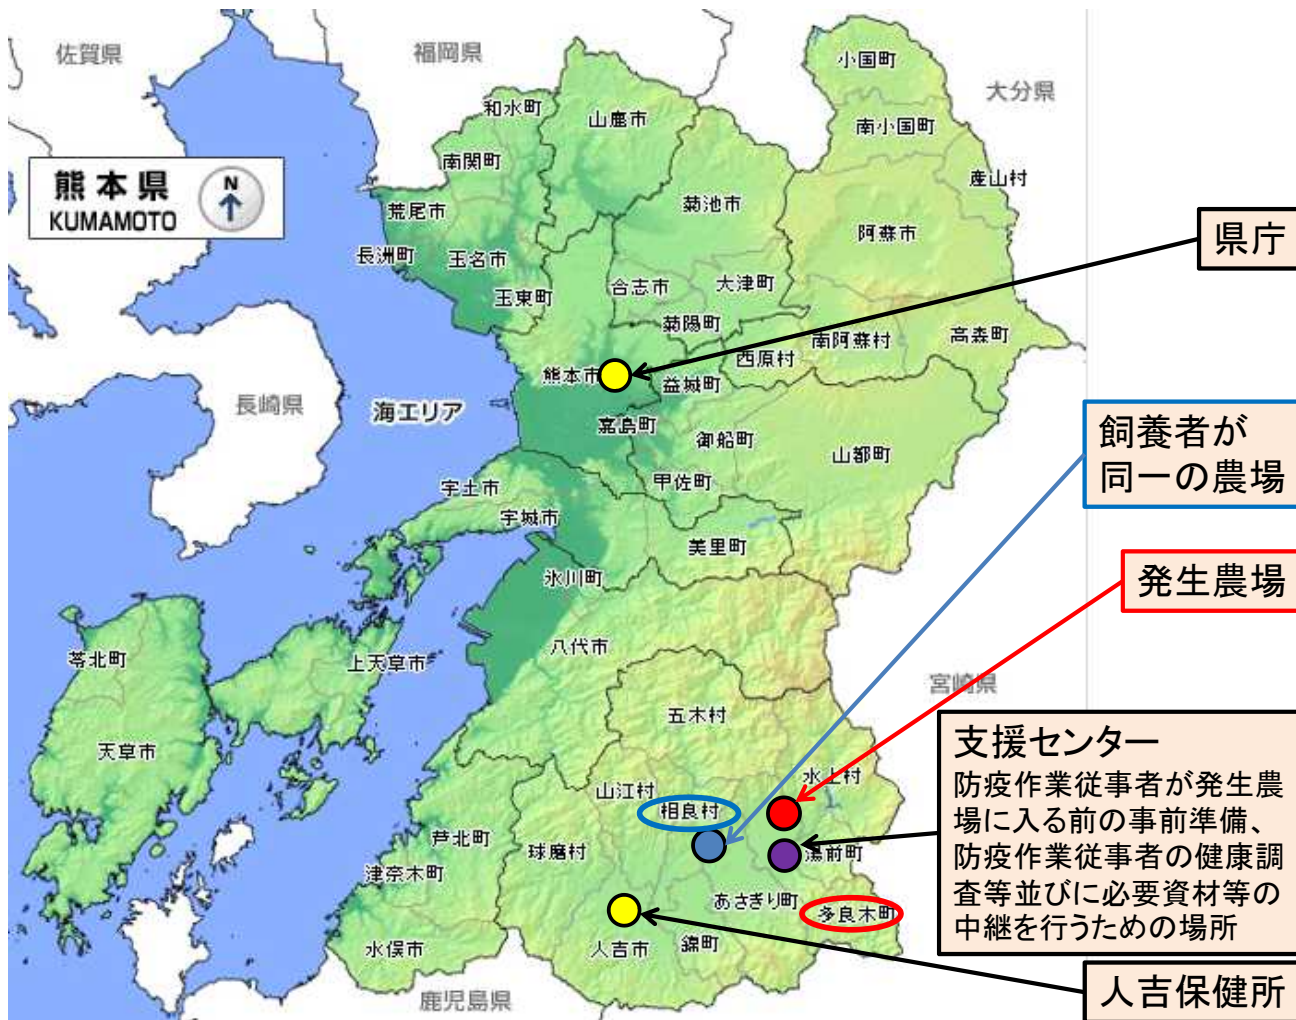 佐賀県
福岡県
大分県
熊本県
KUMAMOTO
N
小国町
南小国町
産山村
和水町
山鹿市
南関町
菊池市
阿蘇市
荒尾市
長洲町
玉名市
玉東町
合志市
大津町
菊陽町
西原村
南阿蘇村
高森町
県庁
熊本市
益城町
長崎県
海エリア
嘉島町
御船町
山都町
飼養者が
同一の農場
甲佐町
宇土市
宇城市
美里町
氷川町
発生農場
八代市
苓北町
上天草市
宮崎県
五木村
天草市
山江村
相良村
水上村
芦北町
球磨村
湯前町
津奈木町
あさぎり町
多良木町
水俣市
人吉市
錦町
鹿児島県
支援センター
防疫作業従事者が発生農
場に入る前の事前準備、
防疫作業従事者の健康調
査等並びに必要資材等の
中継を行うための場所
人吉保健所